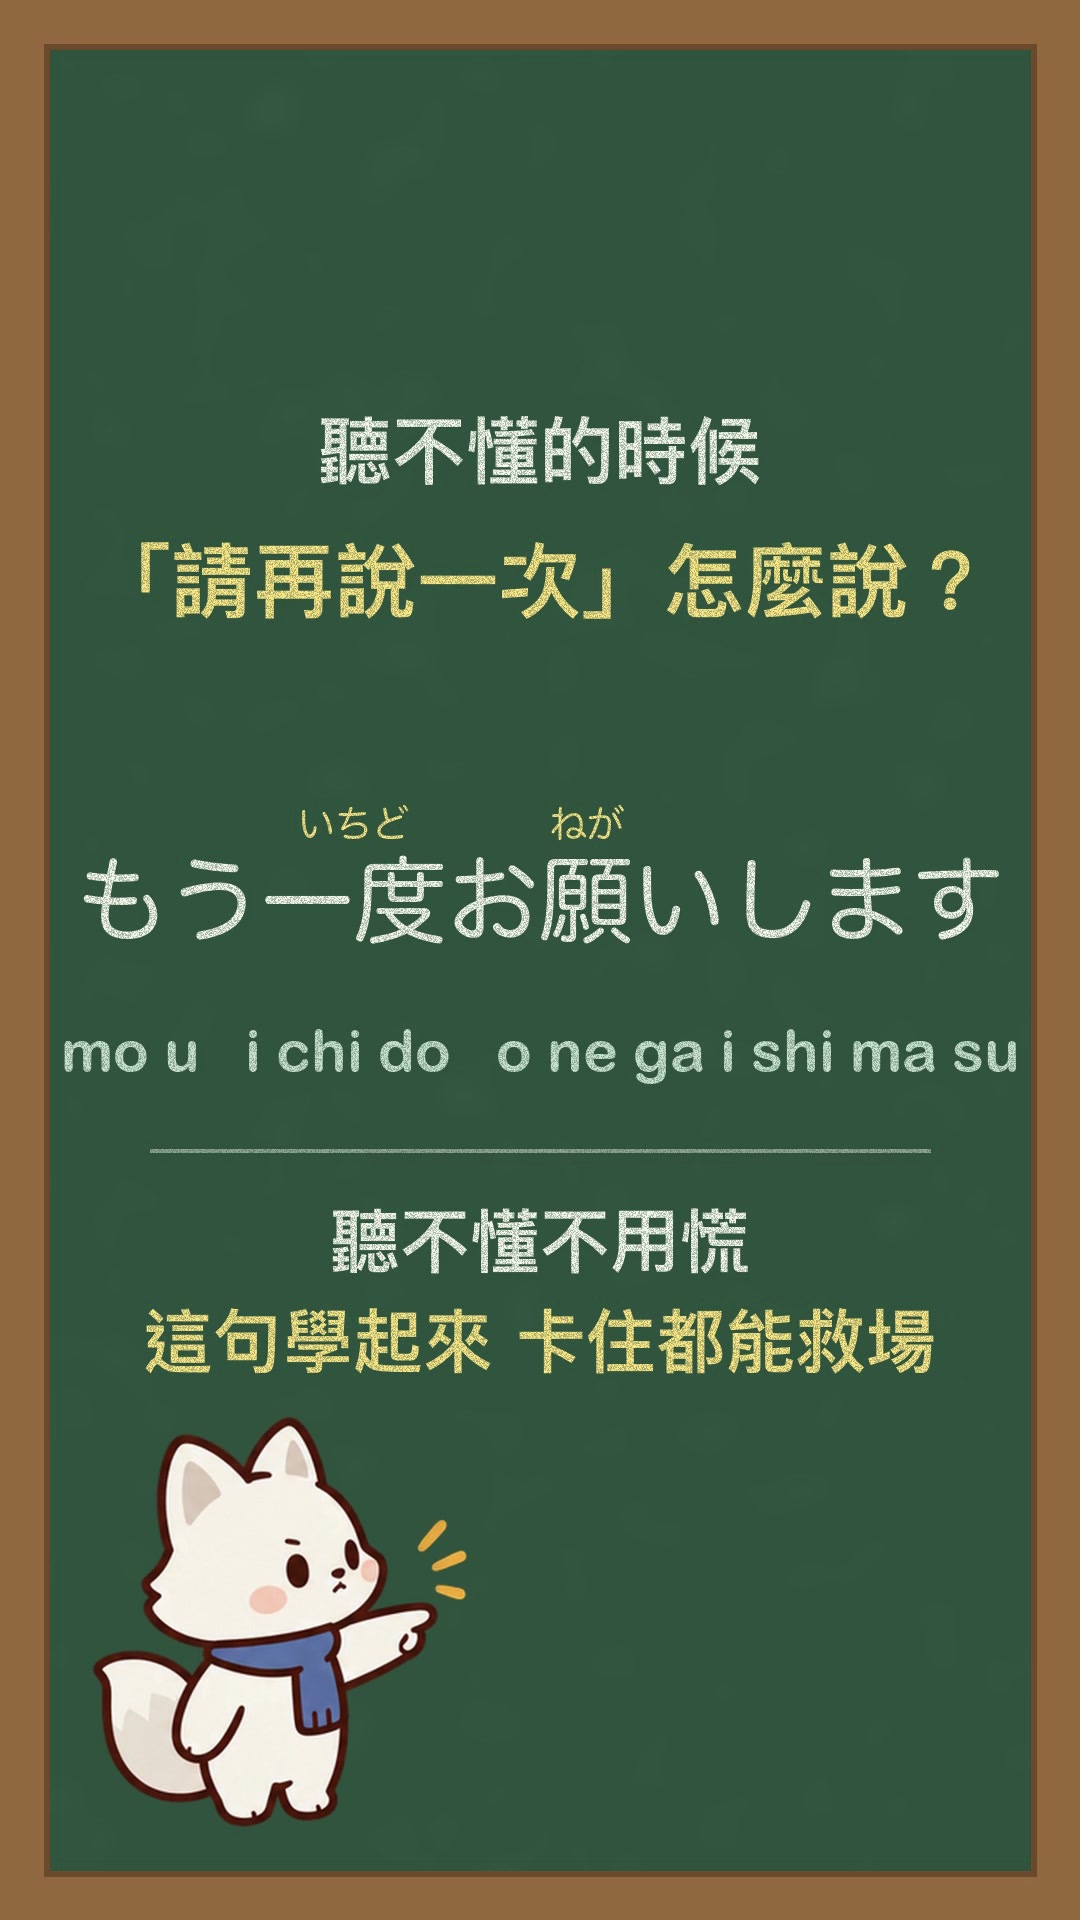 聽不懂的時候
「請再說一次」怎麼說？
いちど ねが
もう一度お願いします
mo u i chi do o ne ga i shi ma su
聽不懂不用慌
這句學起來 卡住都能救場